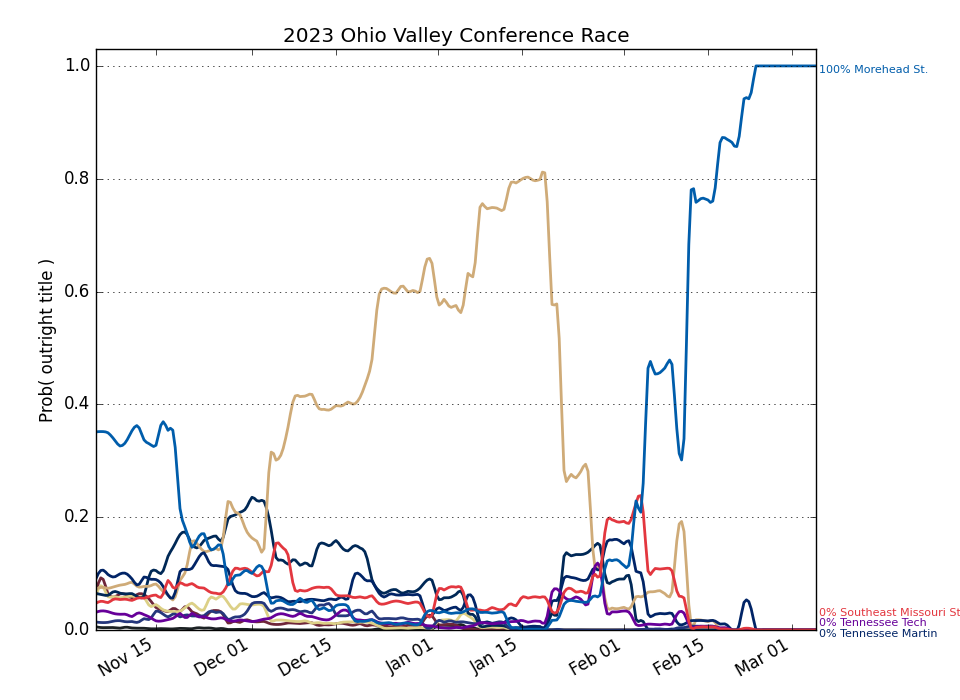 2023 Ohio Valley Conference Race
Prob( outright title )
1.0
0.8
0.6
0.4
0.2
0.0
Nov 15
Dec 01
Dec 15
Jan 01
Jan 15
Feb 01
Feb 15
Mar 01
100% Morehead St.
0% Southeast Missouri St
0% Tennessee Tech
0% Tennessee Martin